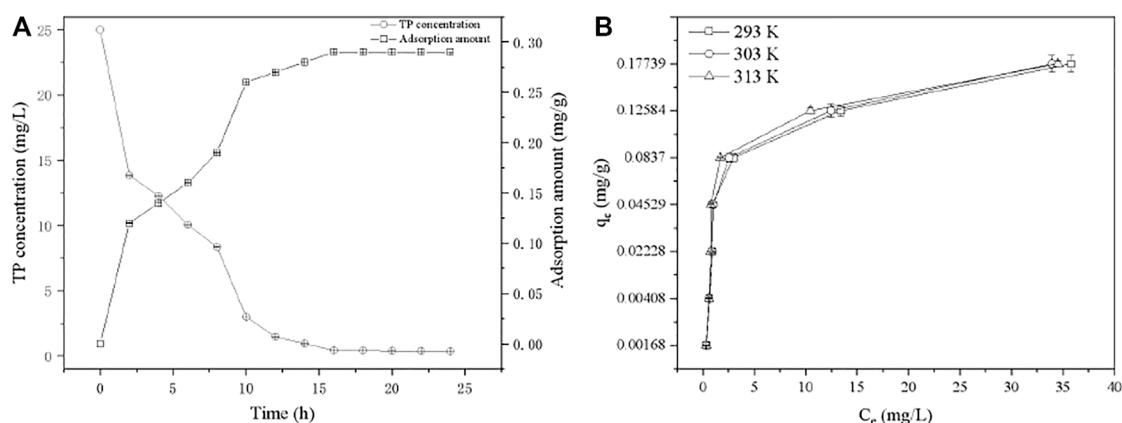 A
TP concentration
Adsorption amount
25
20
15
10
5
0
TP concentration (mg/L)
0.30
0.25
0.20
0.15
0.10
0.05
0.00
Adsorption amount (mg/g)
0 5 10 15 20 25
Time (h)
B
293 K
303 K
313 K
0.17739
0.12584
0.0837
0.04529
0.02228
0.00408
0.00168
qe (mg/g)
0 5 10 15 20 25 30 35 40
Ce (mg/L)